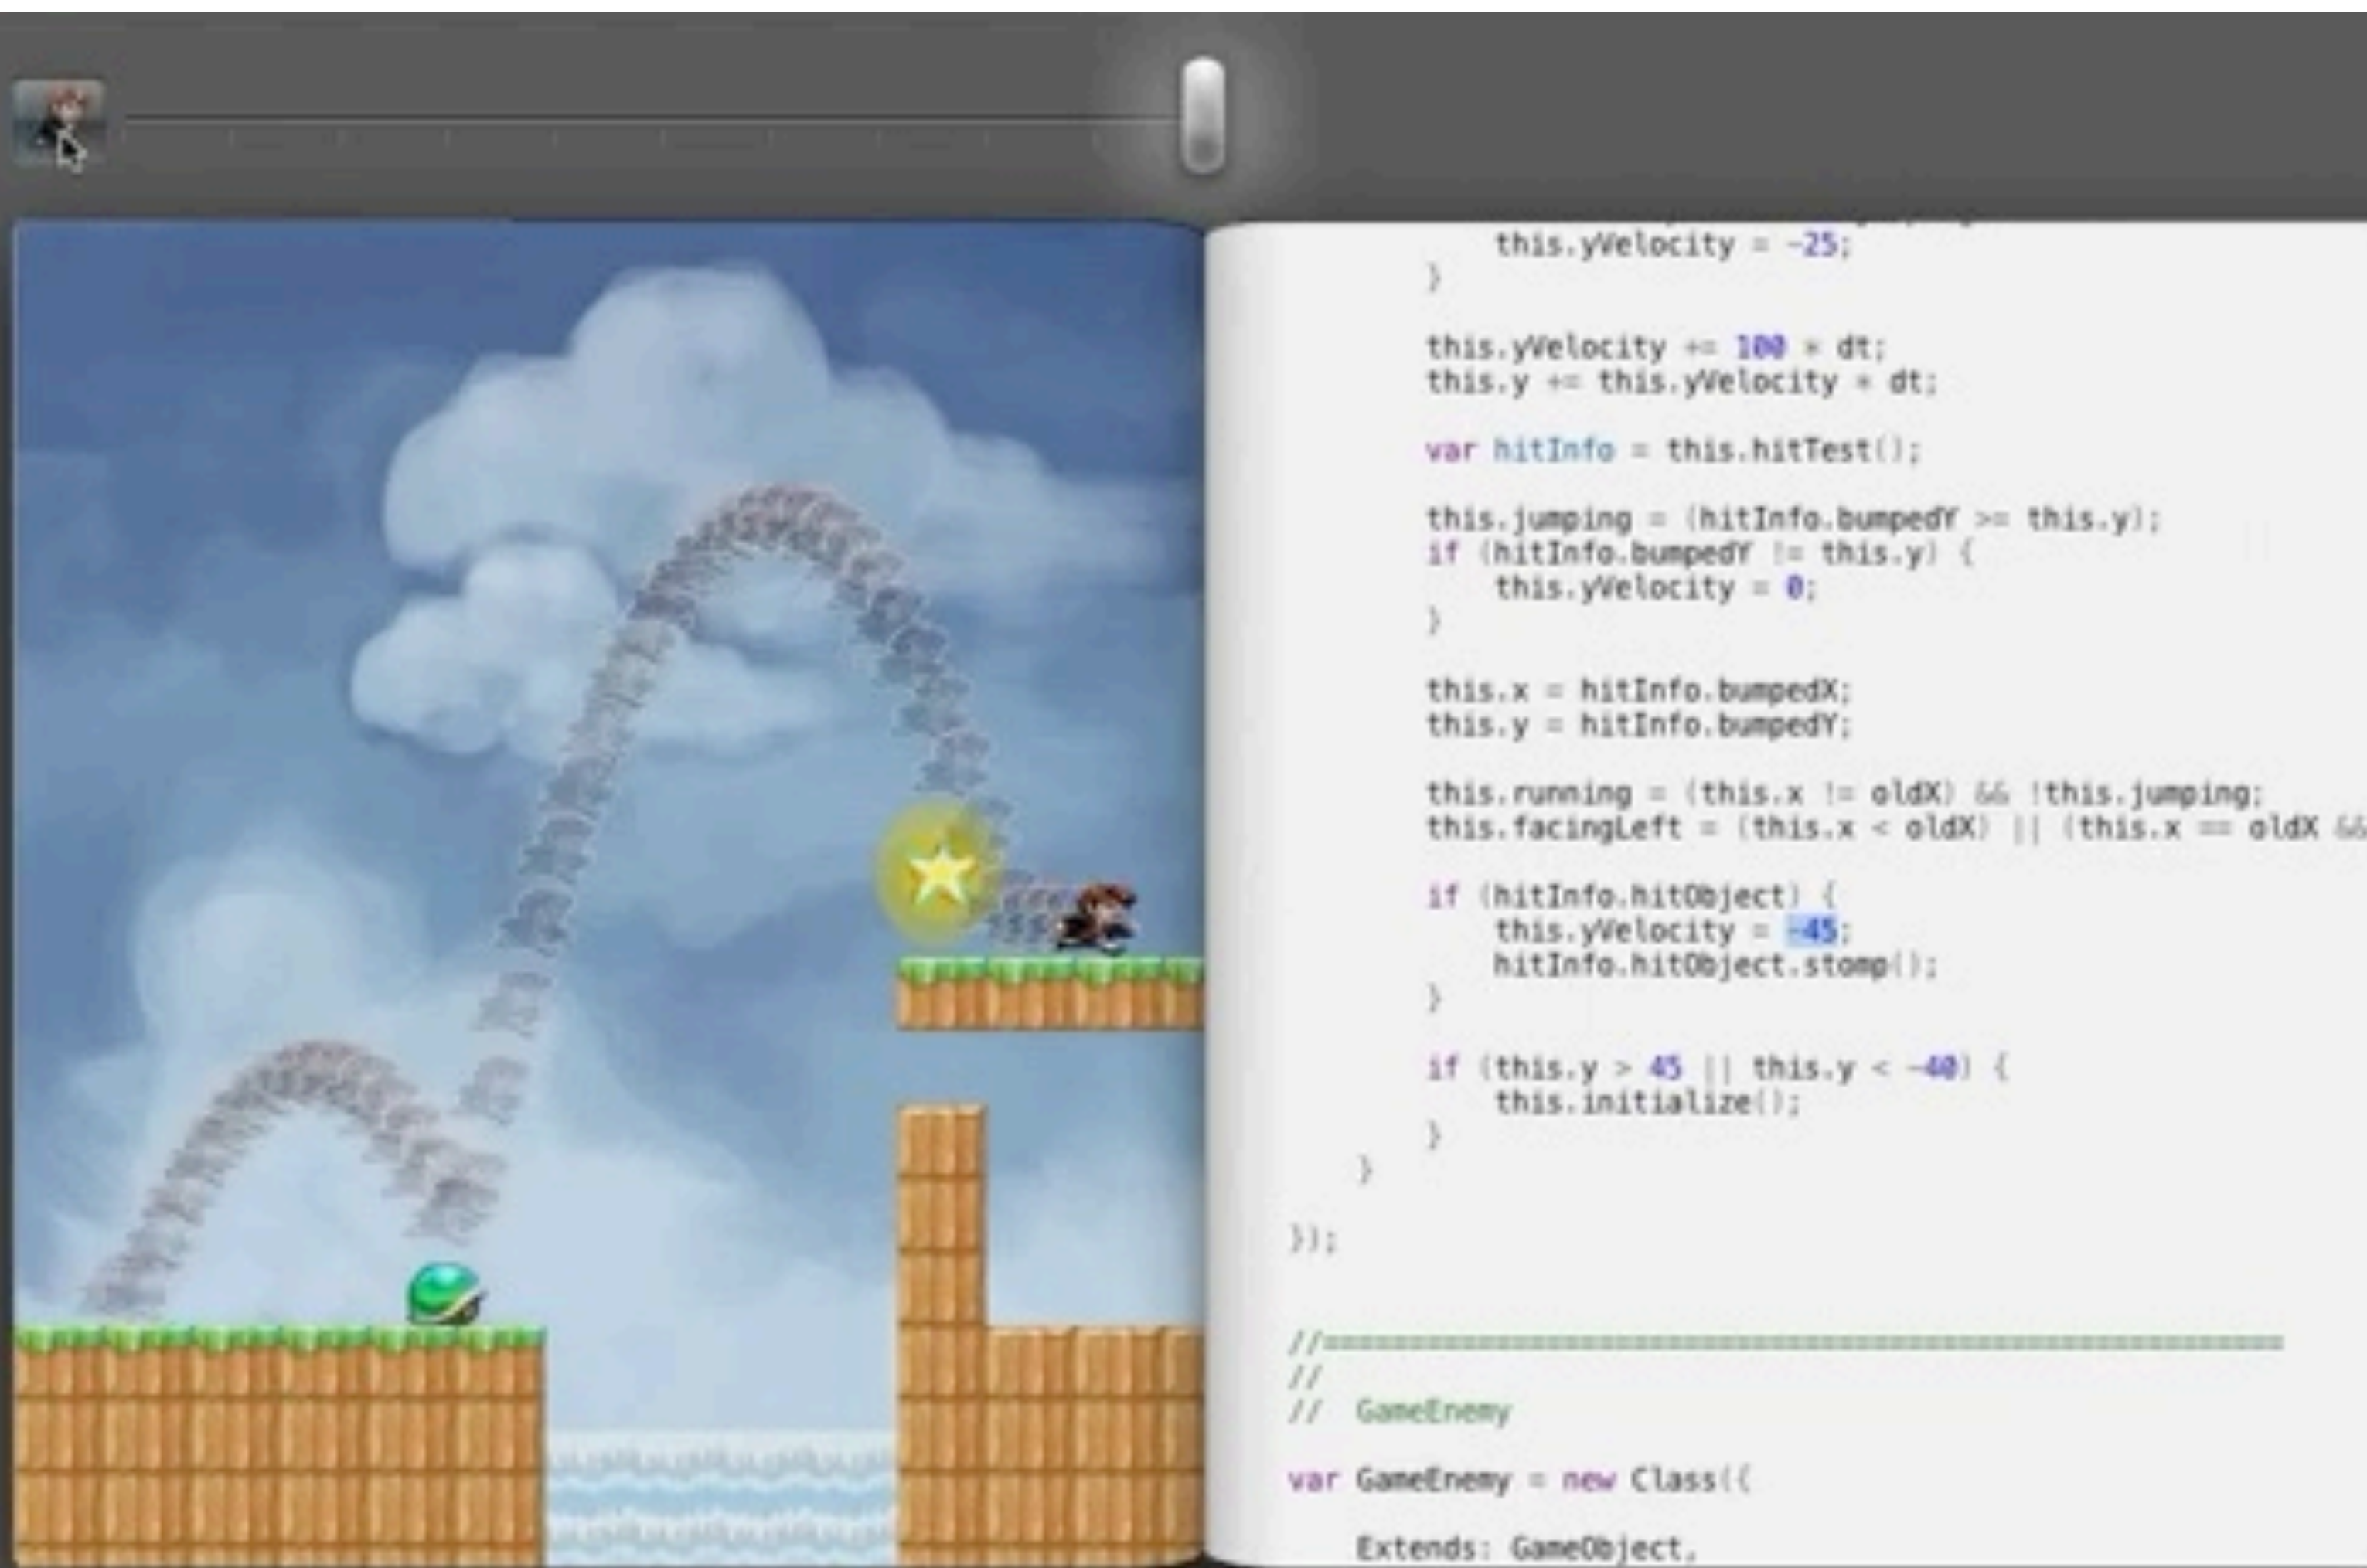 this.yVelocity = -25;
}
this.yVelocity += 100 * dt;
this.y += this.yVelocity * dt;
var hitInfo = this.hitTest();
this.jumping = (hitInfo.bumpedY >= this.y);
if (hitInfo.bumpedY != this.y) {
this.yVelocity = 0;
}
this.x = hitInfo.bumpedX;
this.y = hitInfo.bumpedY;
this.running = (this.x != oldX) && !this.jumping;
this.facingLeft = (this.x < oldX) || (this.x == oldX &&
if (hitInfo.hitObject) {
this.yVelocity = -45;
hitInfo.hitObject.stomp();
}
if (this.y > 45 || this.y < -40) {
this.initialize();
}
}
});
//========================================================
//
// GameEnemy
var GameEnemy = new Class({
Extends: GameObject,